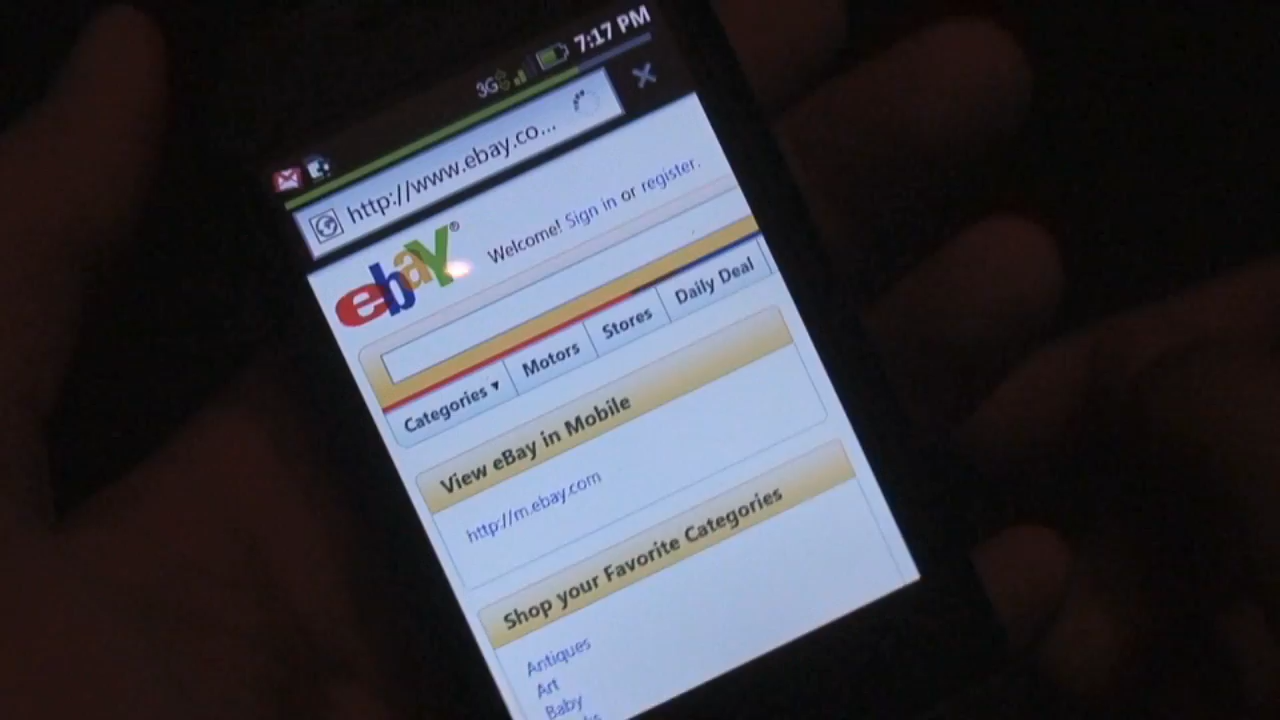 3G 7:17 PM
http://www.ebay.co...
ebaY® Welcome! Sign in or register.
Categories ▾ Motors Stores Daily Deal
View eBay in Mobile
http://m.ebay.com
Shop your Favorite Categories
Antiques
Art
Baby